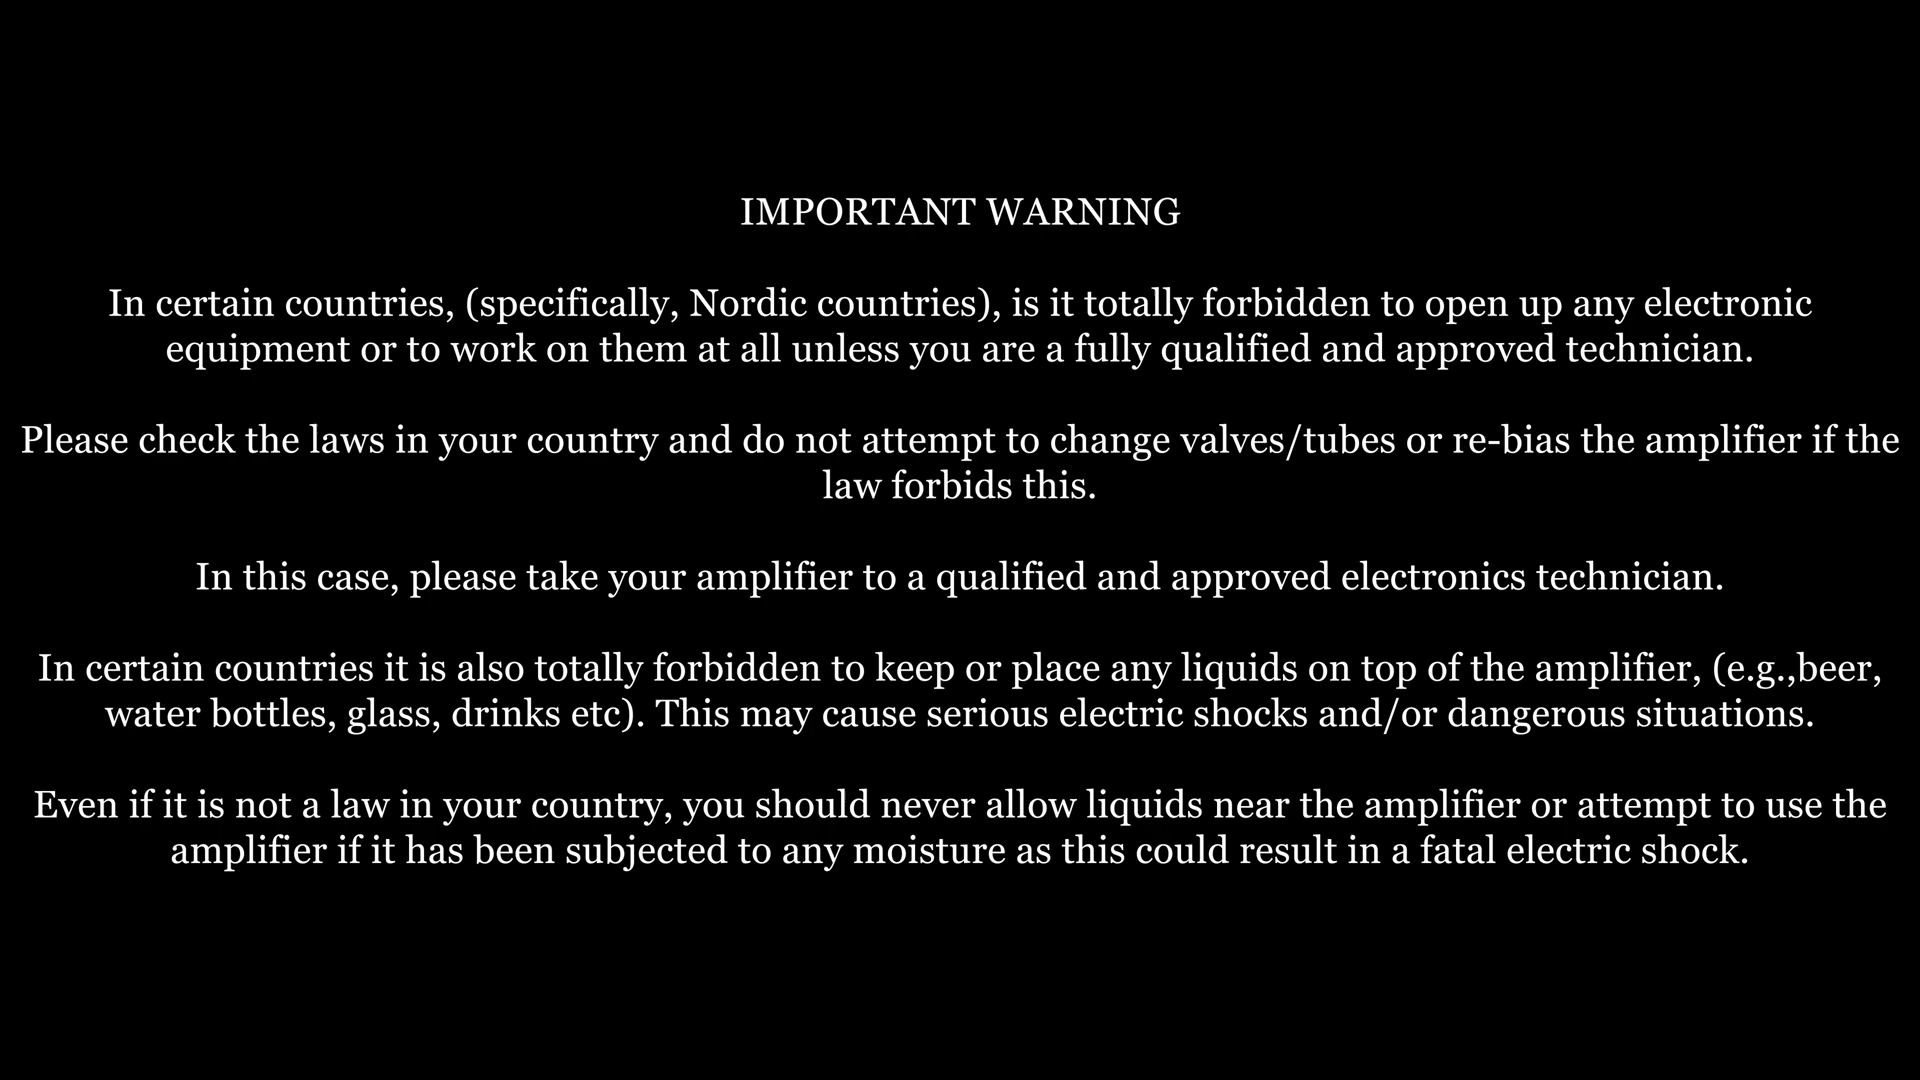 IMPORTANT WARNING
In certain countries, (specifically, Nordic countries), is it totally forbidden to open up any electronic
equipment or to work on them at all unless you are a fully qualified and approved technician.
Please check the laws in your country and do not attempt to change valves/tubes or re-bias the amplifier if the
law forbids this.
In this case, please take your amplifier to a qualified and approved electronics technician.
In certain countries it is also totally forbidden to keep or place any liquids on top of the amplifier, (e.g.,beer,
water bottles, glass, drinks etc). This may cause serious electric shocks and/or dangerous situations.
Even if it is not a law in your country, you should never allow liquids near the amplifier or attempt to use the
amplifier if it has been subjected to any moisture as this could result in a fatal electric shock.